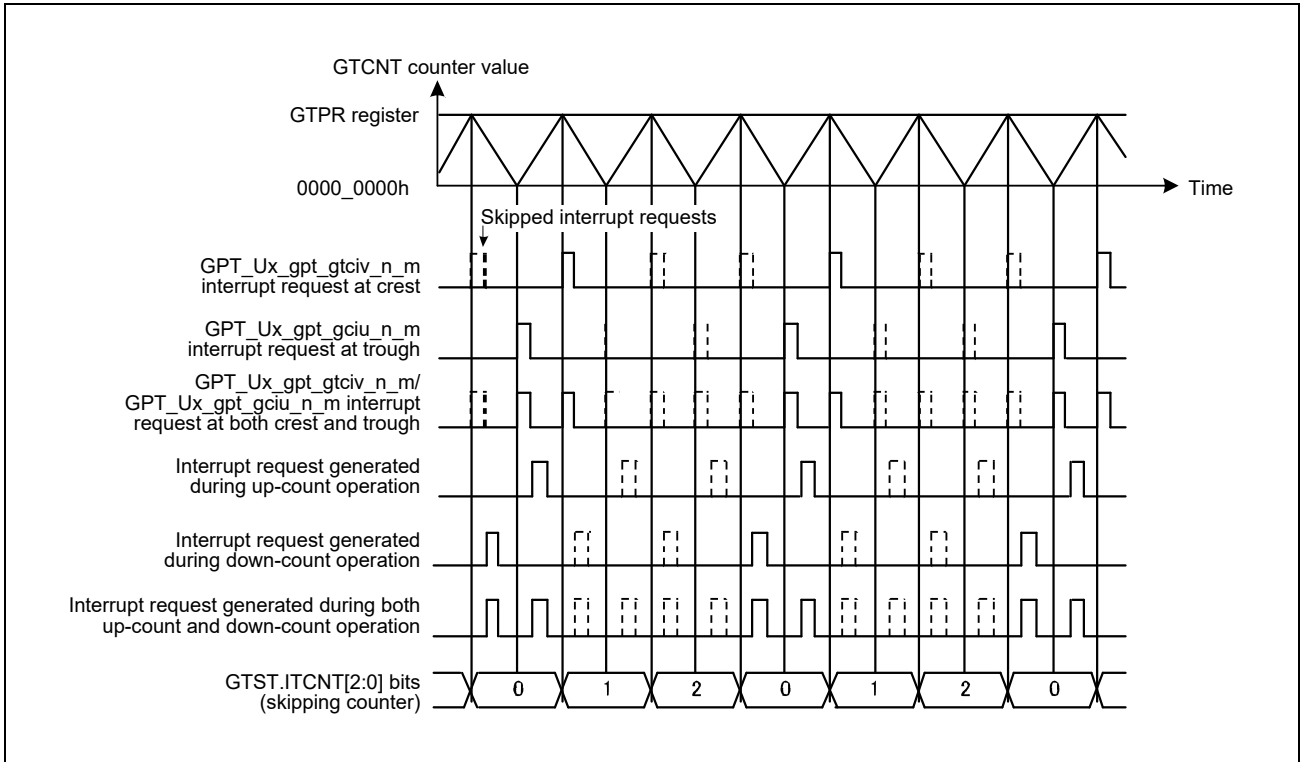 GTCNT counter value
GTPR register
0000_0000h
Time
Skipped interrupt requests
GPT_Ux_gpt_gtciv_n_m
interrupt request at crest
GPT_Ux_gpt_gciu_n_m
interrupt request at trough
GPT_Ux_gpt_gtciv_n_m/
GPT_Ux_gpt_gciu_n_m interrupt
request at both crest and trough
Interrupt request generated
during up-count operation
Interrupt request generated
during down-count operation
Interrupt request generated during both
up-count and down-count operation
GTST.ITCNT[2:0] bits
(skipping counter)
0 1 2 0 1 2 0